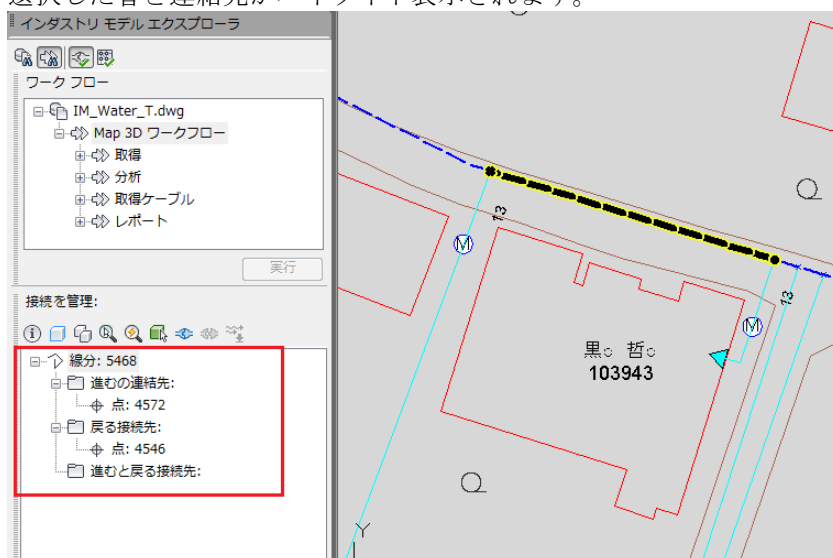 選択した管と連結先がハイライト表示されます。
インダストリ モデル エクスプローラ
ワーク フロー
IM_Water_T.dwg
Map 3D ワークフロー
取得
分析
取得ケーブル
レポート
実行
接続を管理:
線分: 5468
進むの連結先:
点: 4572
戻る接続先:
点: 4546
進むと戻る接続先:
13
M
13
M
黒○ 哲○
103943
Y